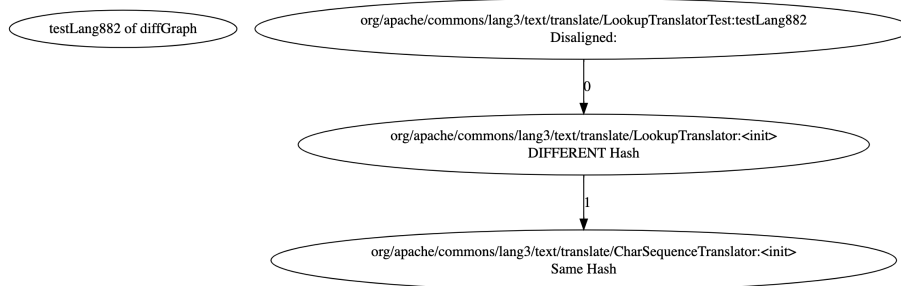 testLang882 of diffGraph
org/apache/commons/lang3/text/translate/LookupTranslatorTest:testLang882
Disaligned:
0
org/apache/commons/lang3/text/translate/LookupTranslator:<init>
DIFFERENT Hash
1
org/apache/commons/lang3/text/translate/CharSequenceTranslator:<init>
Same Hash